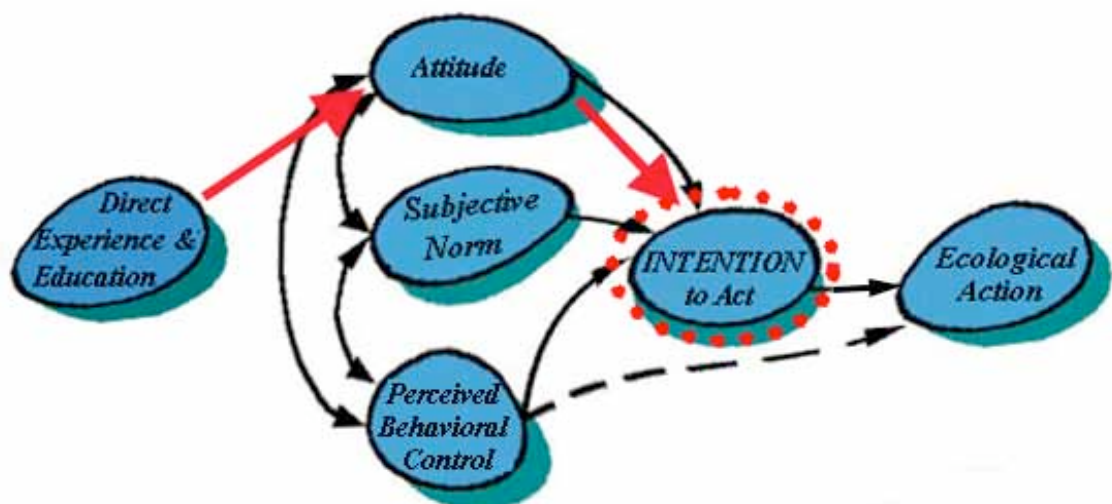 Attitude
Direct
Experience &
Education
Subjective
Norm
INTENTION
to Act
Ecological
Action
Perceived
Behavioral
Control